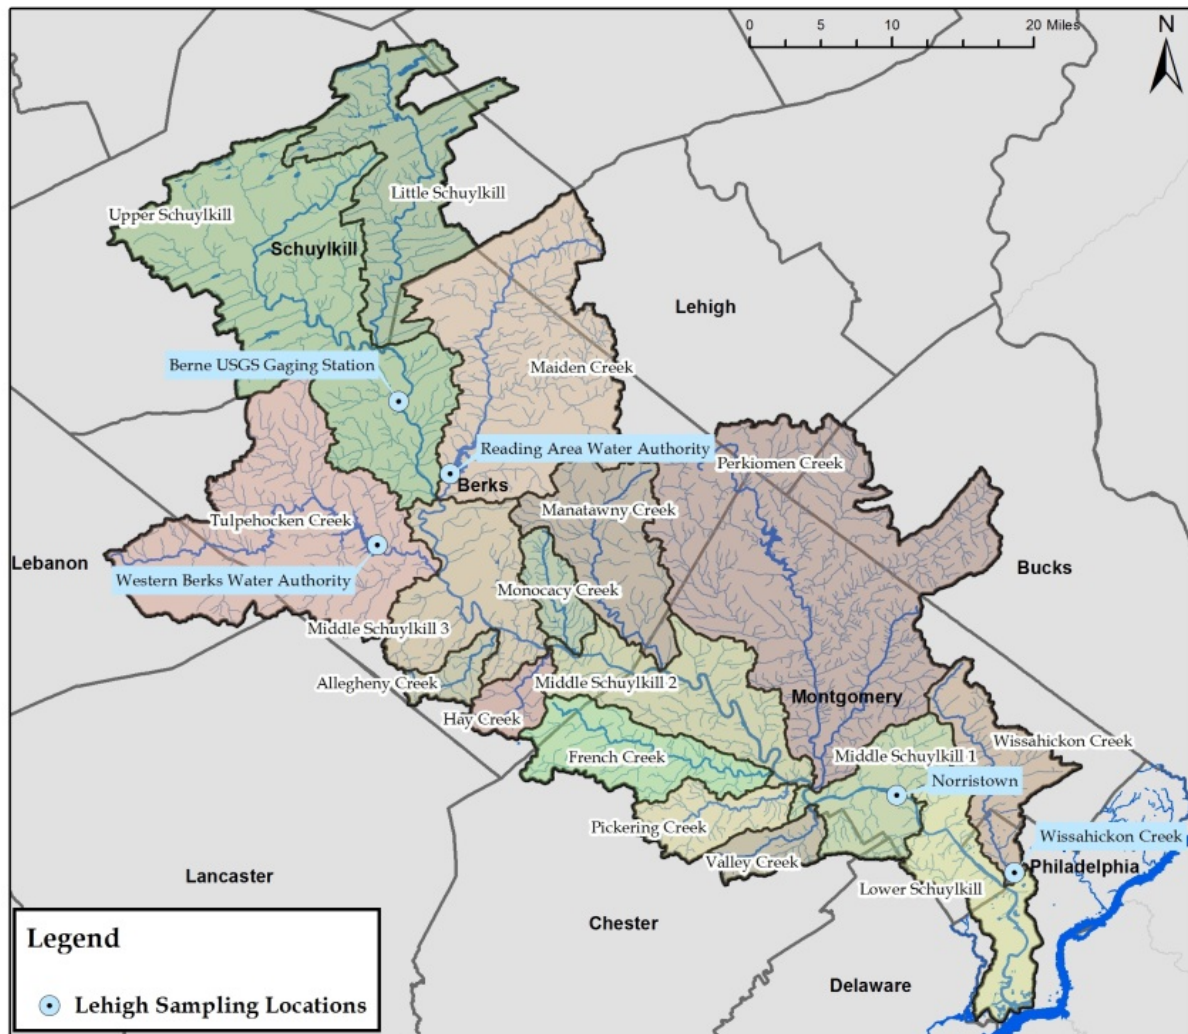 0 5 10 20 Miles
N
Little Schuylkill
Upper Schuylkill
Schuylkill
Lehigh
Berne USGS Gaging Station
Maiden Creek
Reading Area Water Authority
Perkiomen Creek
Berks
Manatawny Creek
Tulpehocken Creek
Lebanon
Bucks
Western Berks Water Authority
Monocacy Creek
Middle Schuylkill 3
Allegheny Creek
Middle Schuylkill 2
Montgomery
Hay Creek
Wissahickon Creek
French Creek
Middle Schuylkill 1
Norristown
Pickering Creek
Wissahickon Creek
Valley Creek
Philadelphia
Lancaster
Lower Schuylkill
Chester
Delaware
Legend
Lehigh Sampling Locations